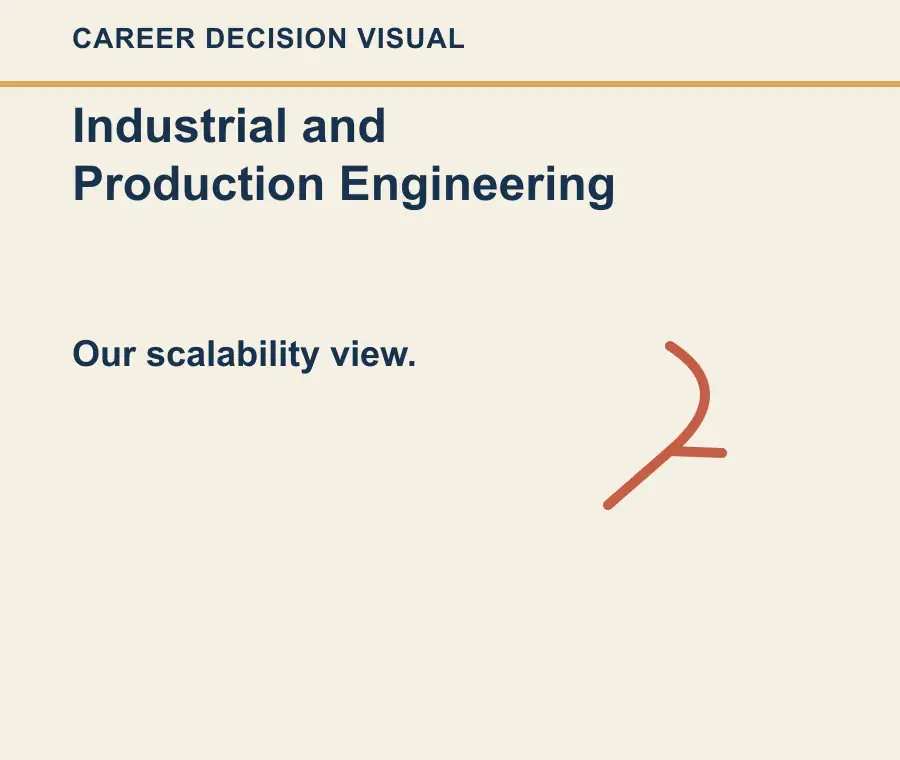 CAREER DECISION VISUAL
Industrial and
Production Engineering
Our scalability view.